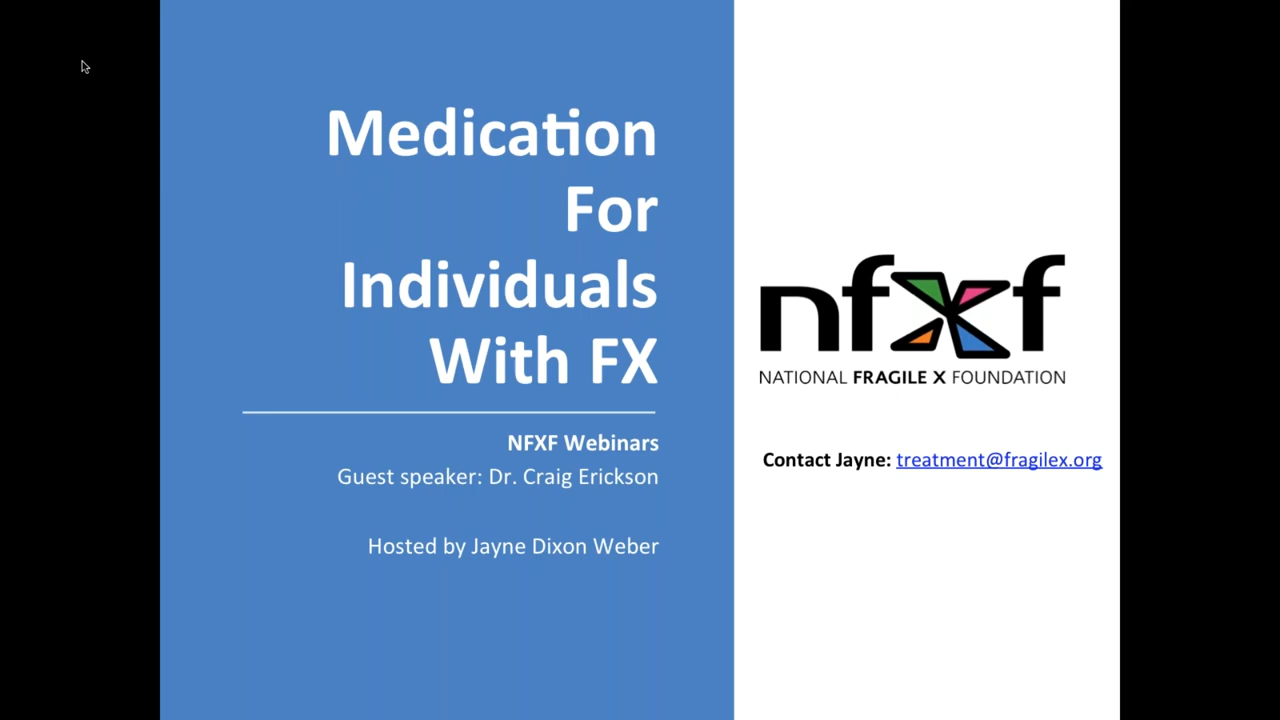 Medication
For
Individuals
With FX
NFXF Webinars
Guest speaker: Dr. Craig Erickson
Hosted by Jayne Dixon Weber
nfxf
NATIONAL FRAGILE X FOUNDATION
Contact Jayne: treatment@fragilex.org